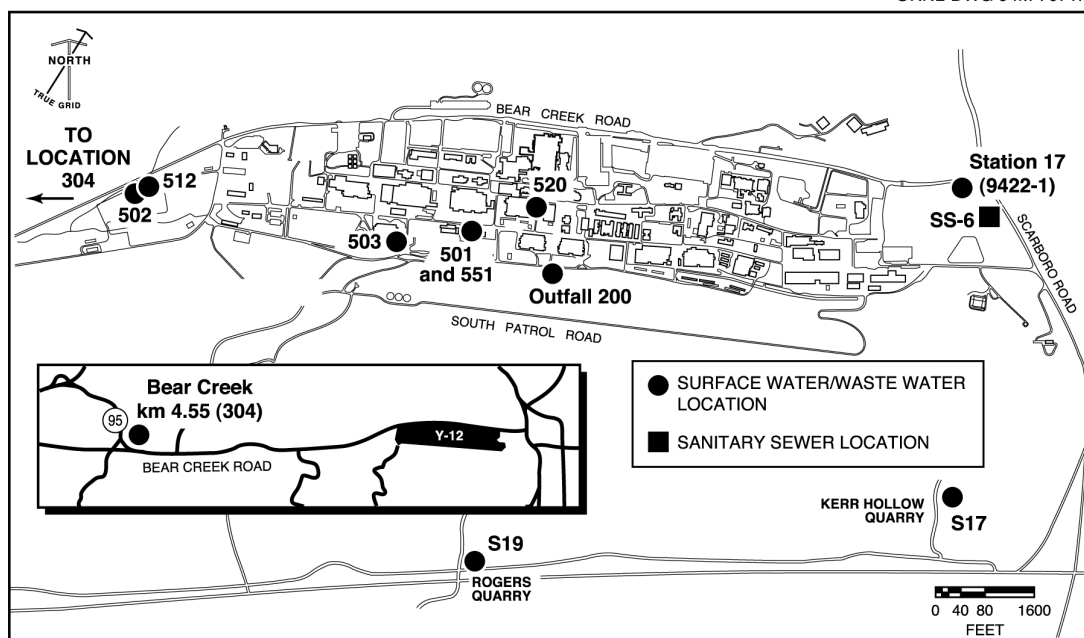 NORTH
TRUE GRID
TO
LOCATION
304
512
502
BEAR CREEK ROAD
520
503
501
and 551
Outfall 200
Station 17
(9422-1)
SS-6
SCARBORO ROAD
SOUTH PATROL ROAD
Bear Creek
km 4.55 (304)
95
Y-12
BEAR CREEK ROAD
SURFACE WATER/WASTE WATER
LOCATION
SANITARY SEWER LOCATION
KERR HOLLOW
QUARRY
S17
S19
ROGERS
QUARRY
0 40 80 1600
FEET